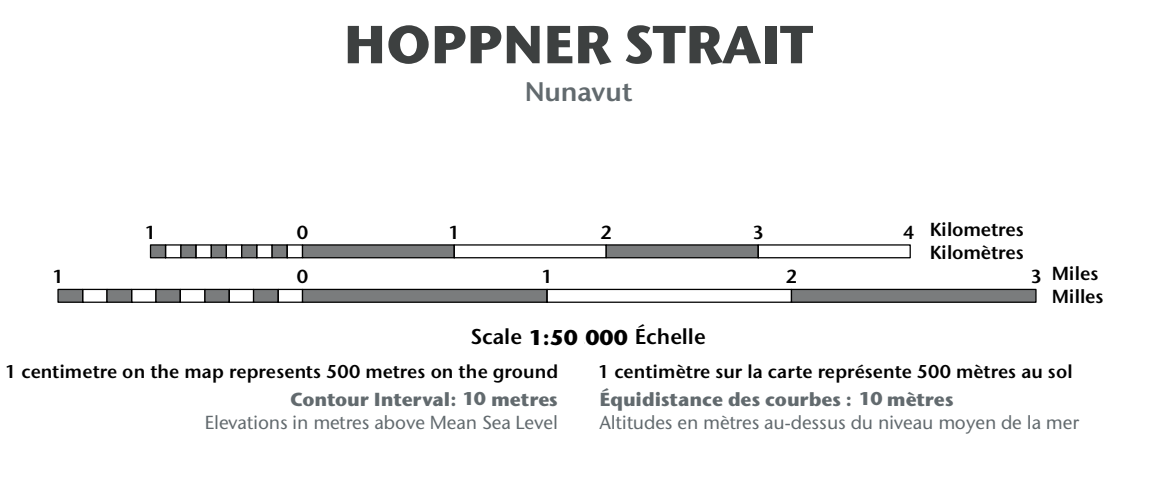 HOPPNER STRAIT
Nunavut
1 0 1 2 3 4 Kilometres
Kilomètres
1 0 1 2 3 Miles
Milles
Scale 1:50 000 Échelle
1 centimetre on the map represents 500 metres on the ground
Contour Interval: 10 metres
Elevations in metres above Mean Sea Level
1 centimètre sur la carte représente 500 mètres au sol
Équidistance des courbes : 10 mètres
Altitudes en mètres au-dessus du niveau moyen de la mer